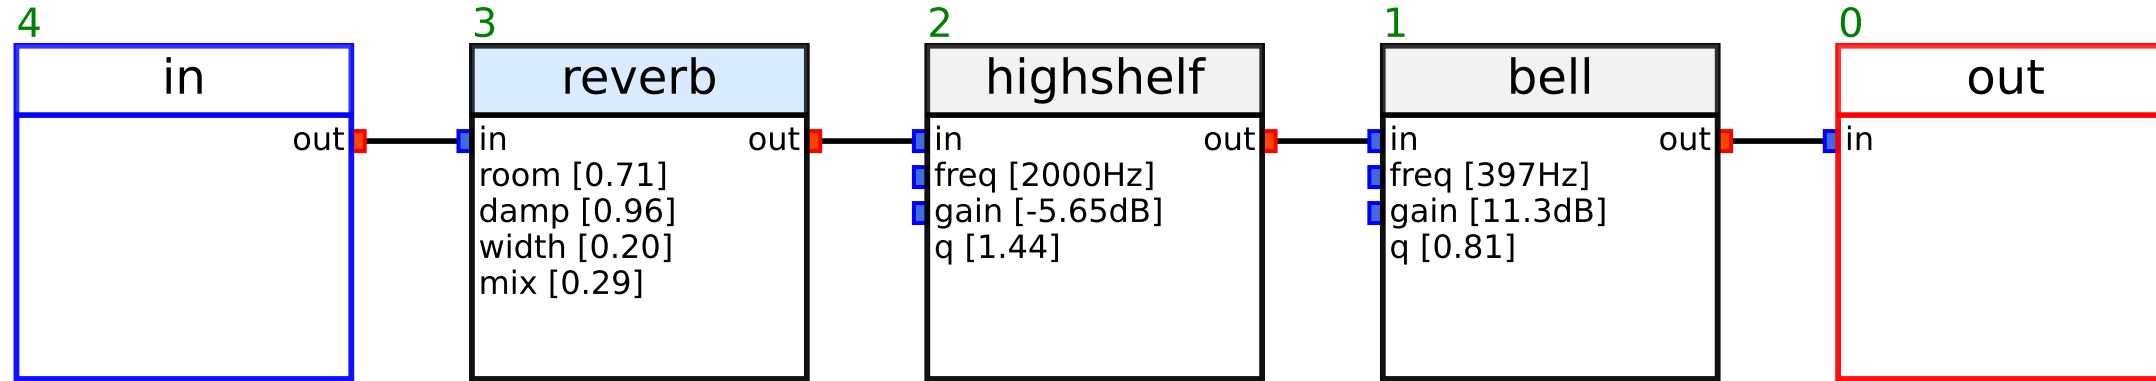 4
in
out
3
reverb
in out
room [0.71]
damp [0.96]
width [0.20]
mix [0.29]
2
highshelf
in out
freq [2000Hz]
gain [-5.65dB]
q [1.44]
1
bell
in out
freq [397Hz]
gain [11.3dB]
q [0.81]
0
out
in